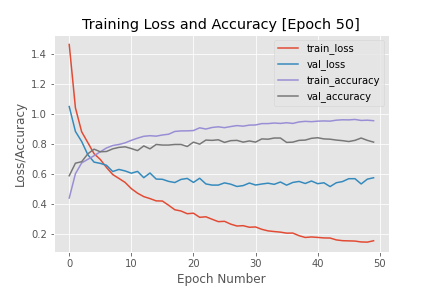 Training Loss and Accuracy [Epoch 50]
train_loss
val_loss
train_accuracy
val_accuracy
1.4
1.2
1.0
0.8
0.6
0.4
0.2
Loss/Accuracy
0 10 20 30 40 50
Epoch Number